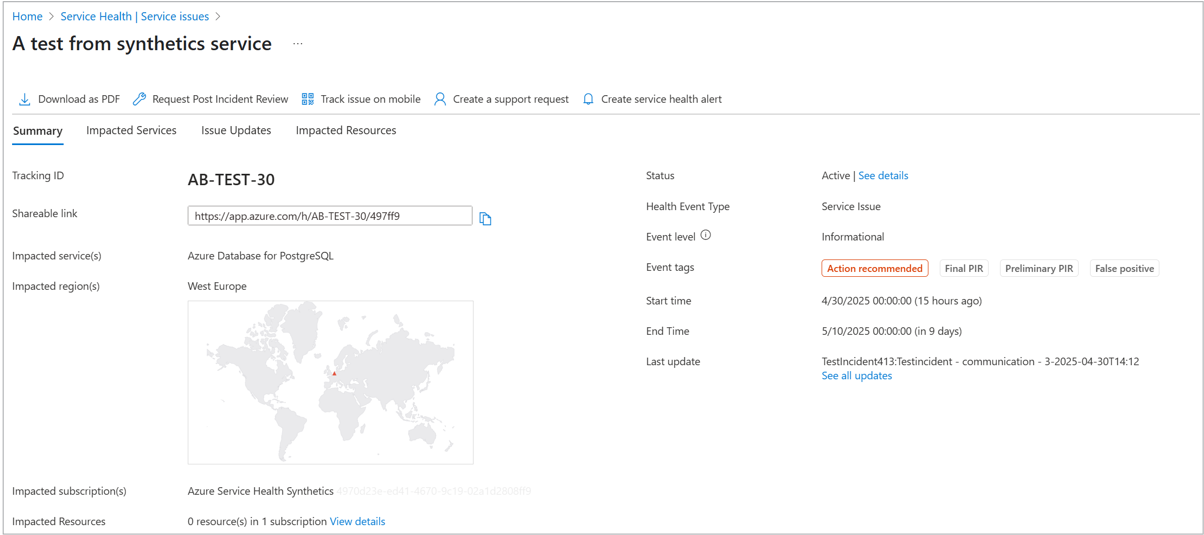 Home > Service Health | Service issues >
A test from synthetics service ...
Download as PDF Request Post Incident Review Track issue on mobile Create a support request Create service health alert
Summary Impacted Services Issue Updates Impacted Resources
Tracking ID AB-TEST-30
Shareable link https://app.azure.com/h/AB-TEST-30/497ff9
Impacted service(s) Azure Database for PostgreSQL
Impacted region(s) West Europe
Impacted subscription(s) Azure Service Health Synthetics 4970d23e-ed41-4670-9c19-02a1d2808ff9
Impacted Resources 0 resource(s) in 1 subscription View details
Status Active | See details
Health Event Type Service Issue
Event level Informational
Event tags Action recommended Final PIR Preliminary PIR False positive
Start time 4/30/2025 00:00:00 (15 hours ago)
End Time 5/10/2025 00:00:00 (in 9 days)
Last update TestIncident413:Testincident - communication - 3-2025-04-30T14:12
See all updates